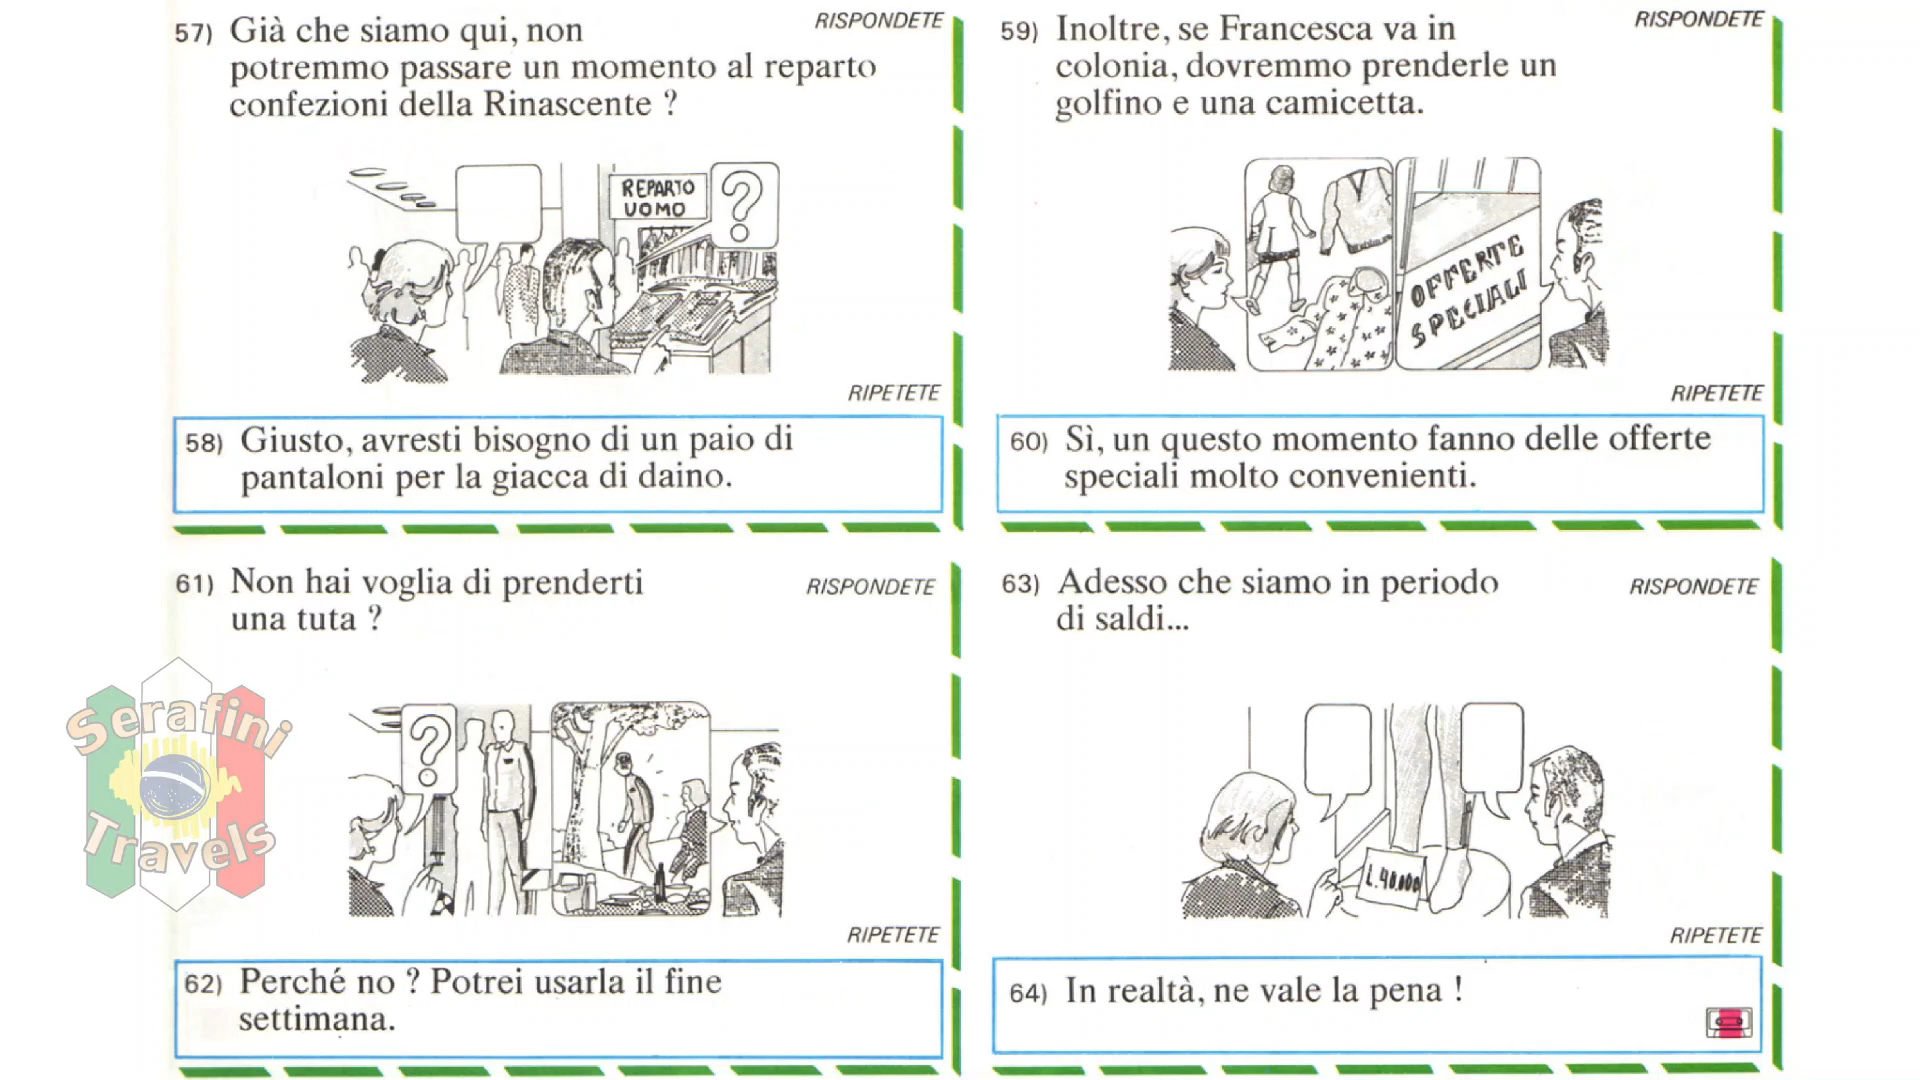 57) Già che siamo qui, non
potremmo passare un momento al reparto
confezioni della Rinascente ?
RISPONDETE
REPARTO
UOMO
?
RIPETETE
58) Giusto, avresti bisogno di un paio di
pantaloni per la giacca di daino.
59) Inoltre, se Francesca va in
colonia, dovremmo prenderle un
golfino e una camicetta.
RISPONDETE
OFFERTE
SPECIALI
RIPETETE
60) Sì, un questo momento fanno delle offerte
speciali molto convenienti.
61) Non hai voglia di prenderti
una tuta ?
RISPONDETE
?
RIPETETE
62) Perché no ? Potrei usarla il fine
settimana.
63) Adesso che siamo in periodo
di saldi...
RISPONDETE
L.40.000
RIPETETE
64) In realtà, ne vale la pena !
Serafini
Travels